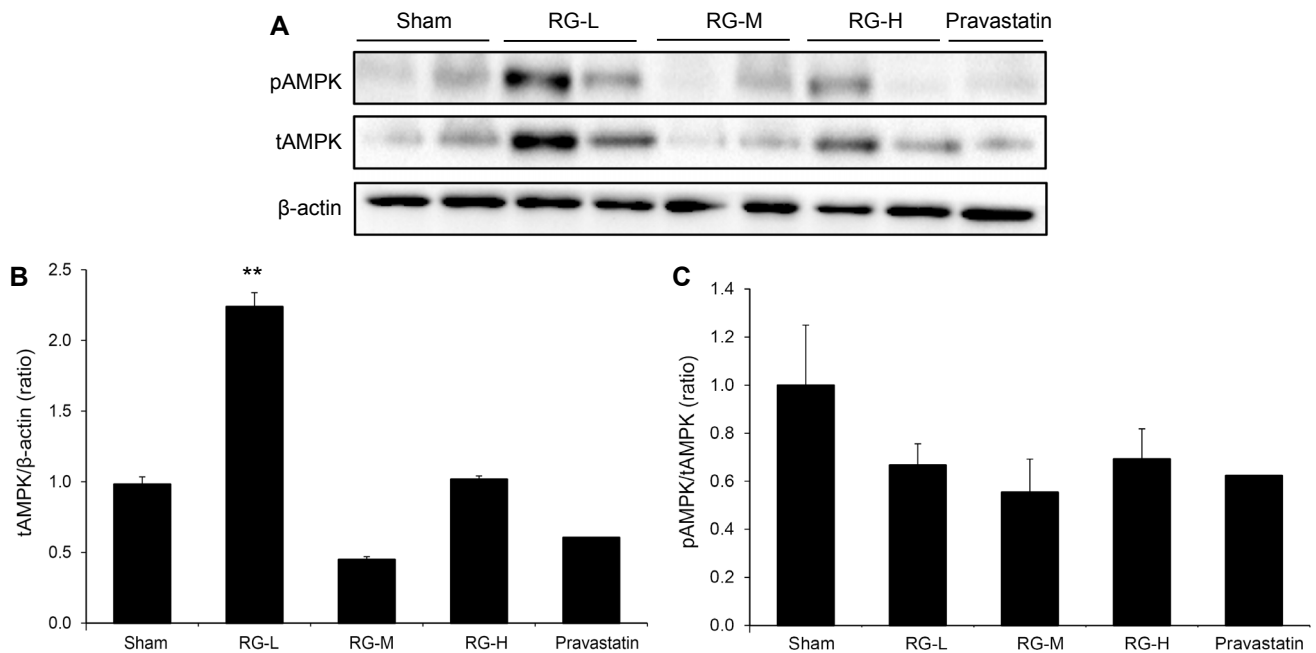 A
Sham RG-L RG-M RG-H Pravastatin
pAMPK
tAMPK
β-actin
B
tAMPK/β-actin (ratio)
2.5
2.0
1.5
1.0
0.5
0.0
**
Sham RG-L RG-M RG-H Pravastatin
C
pAMPK/tAMPK (ratio)
1.4
1.2
1.0
0.8
0.6
0.4
0.2
0.0
Sham RG-L RG-M RG-H Pravastatin